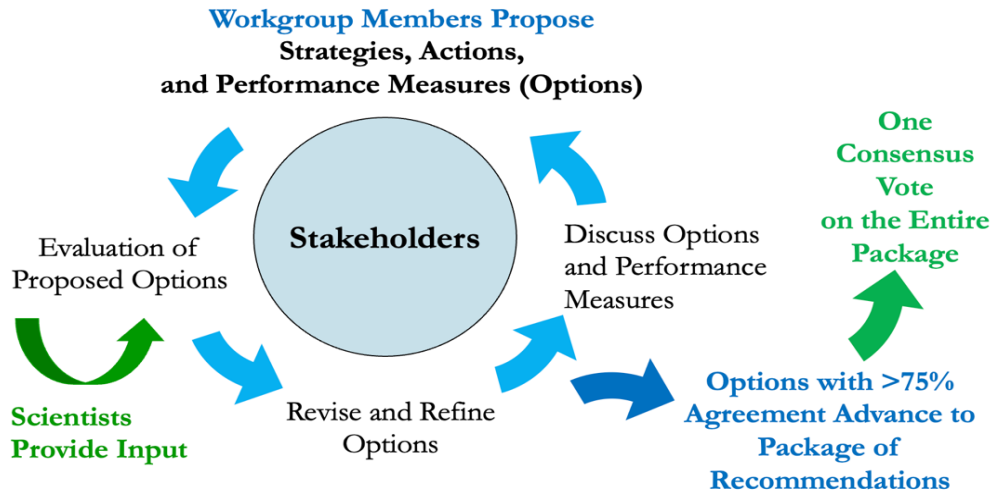 Workgroup Members Propose
Strategies, Actions,
and Performance Measures (Options)
Stakeholders
Evaluation of
Proposed Options
Scientists
Provide Input
Revise and Refine
Options
Discuss Options
and Performance
Measures
Options with >75%
Agreement Advance to
Package of
Recommendations
One
Consensus
Vote
on the Entire
Package